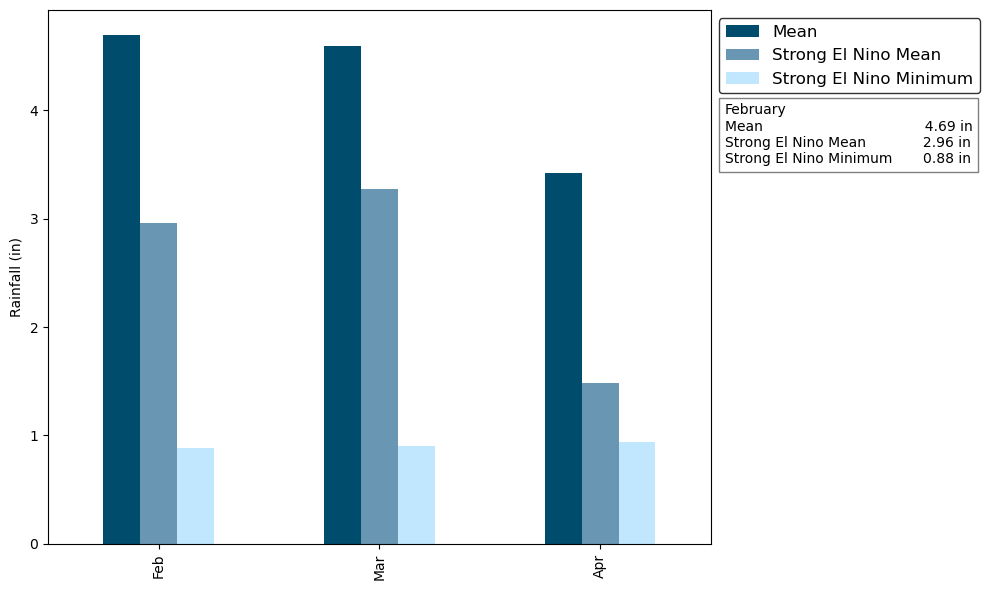 Mean
Strong El Nino Mean
Strong El Nino Minimum
February
Mean 4.69 in
Strong El Nino Mean 2.96 in
Strong El Nino Minimum 0.88 in
Rainfall (in)
4
3
2
1
0
Feb
Mar
Apr